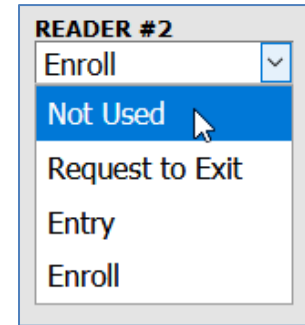 READER #2
Enroll
Not Used
Request to Exit
Entry
Enroll